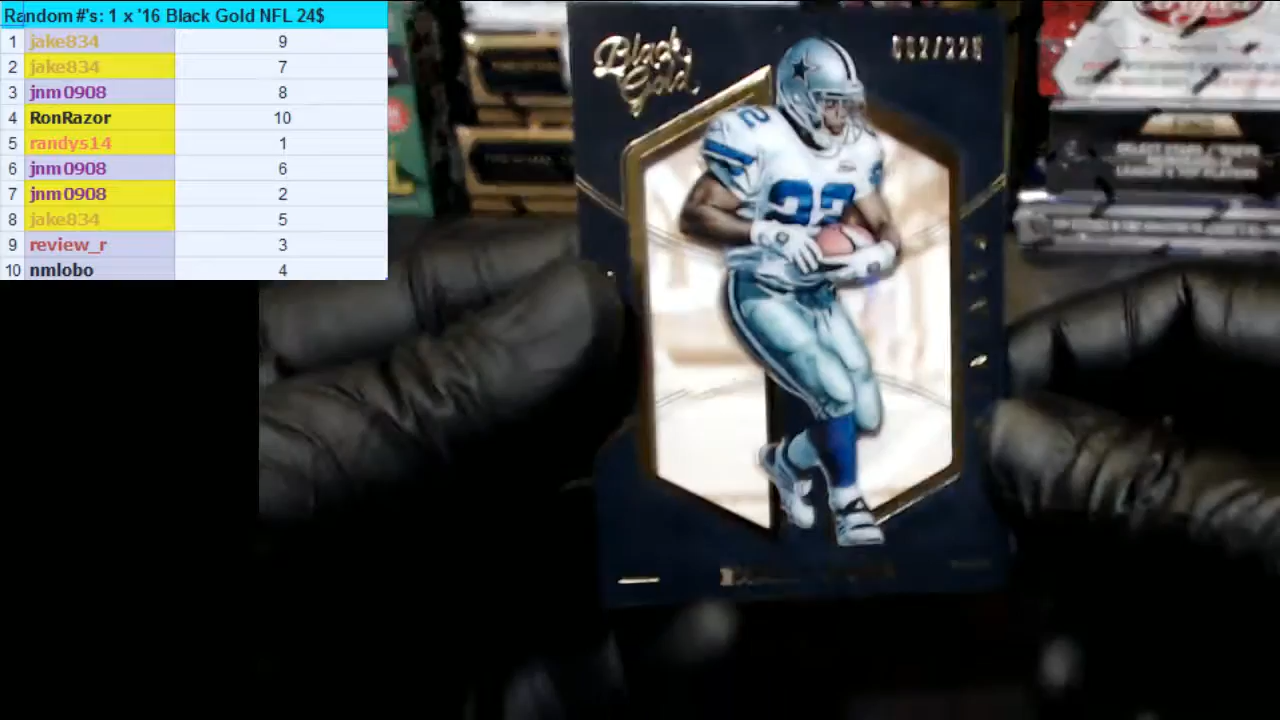 Random #'s: 1 x '16 Black Gold NFL 24$
1 jake834 9
2 jake834 7
3 jnm0908 8
4 RonRazor 10
5 randys14 1
6 jnm0908 6
7 jnm0908 2
8 jake834 5
9 review_r 3
10 nmlobo 4
Black
Gold
22